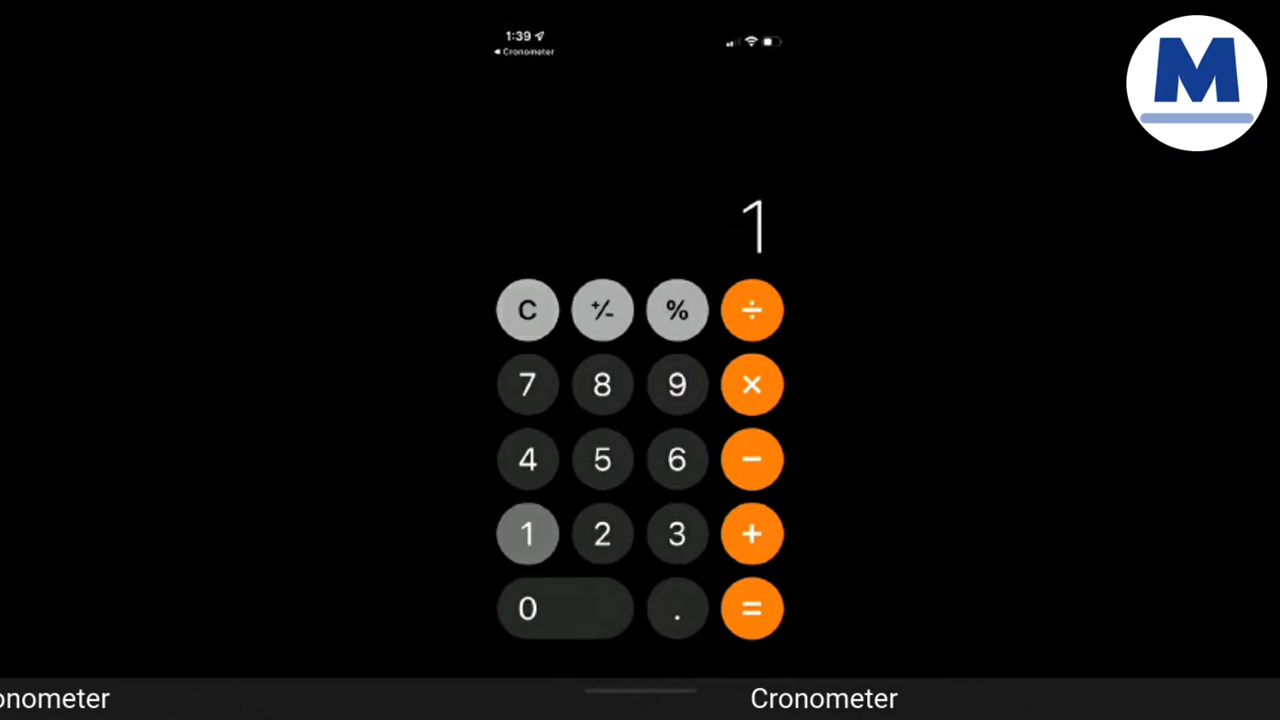 1:39
Cronometer
M
1
C +/- %  ÷
7 8 9 ×
4 5 6 −
1 2 3 +
0 . =
onometer Cronometer